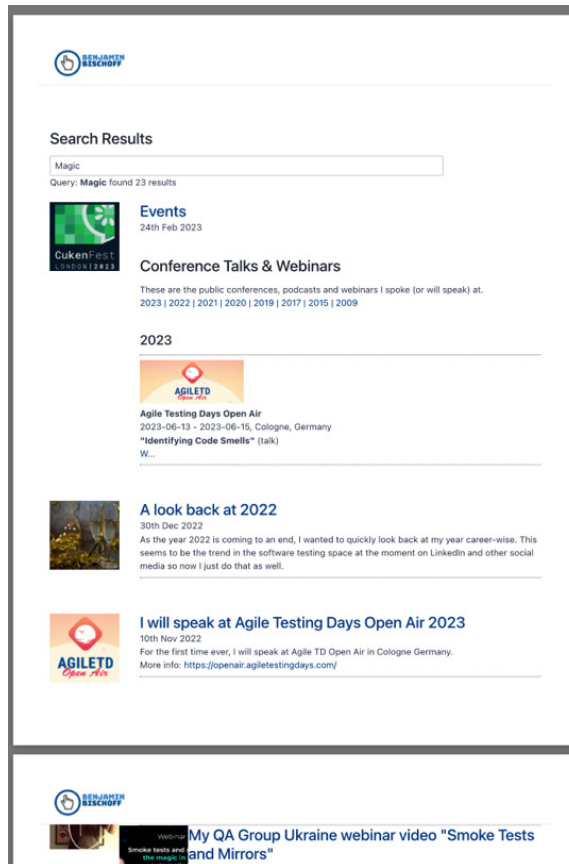 BENJAMIN
BISCHOFF
Search Results
Magic
Query: Magic found 23 results
CukenFest
LONDON | 2023
Events
24th Feb 2023
Conference Talks & Webinars
These are the public conferences, podcasts and webinars I spoke (or will speak) at.
2023 | 2022 | 2021 | 2020 | 2019 | 2017 | 2015 | 2009
2023
AGILETD
Open Air
Agile Testing Days Open Air
2023-06-13 - 2023-06-15, Cologne, Germany
"Identifying Code Smells" (talk)
W...
A look back at 2022
30th Dec 2022
As the year 2022 is coming to an end, I wanted to quickly look back at my year career-wise. This
seems to be the trend in the software testing space at the moment on LinkedIn and other social
media so now I just do that as well.
AGILETD
Open Air
I will speak at Agile Testing Days Open Air 2023
10th Nov 2022
For the first time ever, I will speak at Agile TD Open Air in Cologne Germany.
More info: https://openair.agiletestingdays.com/
BENJAMIN
BISCHOFF
Webinar
Smoke tests and
the magic in
My QA Group Ukraine webinar video "Smoke Tests
and Mirrors"